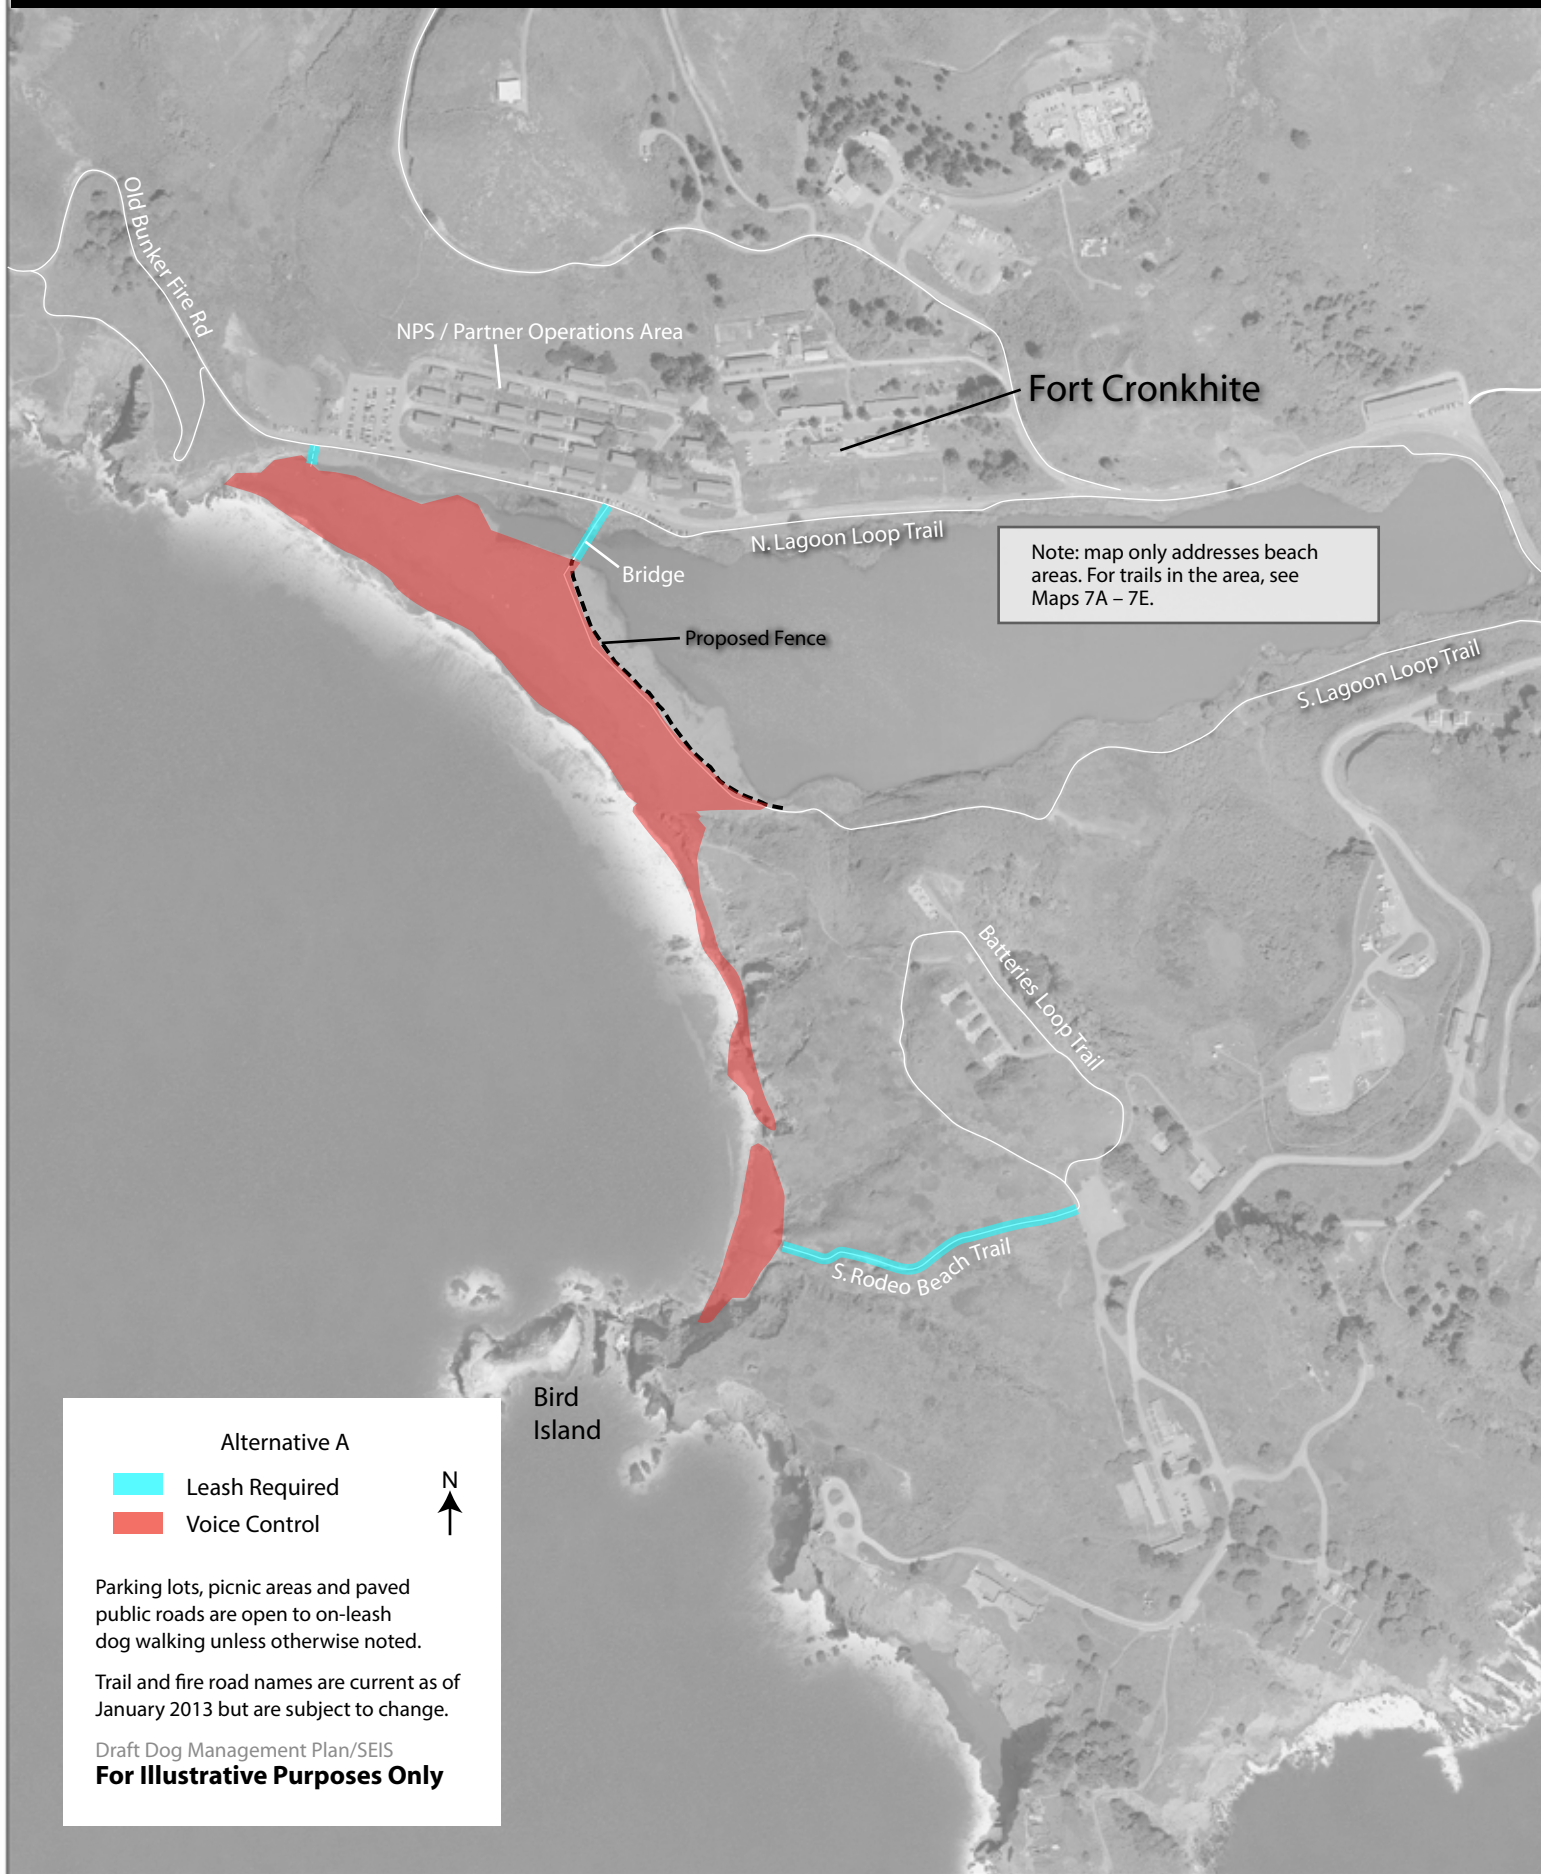 Old Bunker Fire Rd
NPS / Partner Operations Area
Fort Cronkhite
N. Lagoon Loop Trail
Note: map only addresses beach
areas. For trails in the area, see
Maps 7A – 7E.
Bridge
Proposed Fence
S. Lagoon Loop Trail
Batteries Loop Trail
S. Rodeo Beach Trail
Bird
Island
Alternative A
Leash Required
Voice Control
N
Parking lots, picnic areas and paved
public roads are open to on-leash
dog walking unless otherwise noted.
Trail and fire road names are current as of
January 2013 but are subject to change.
Draft Dog Management Plan/SEIS
For Illustrative Purposes Only